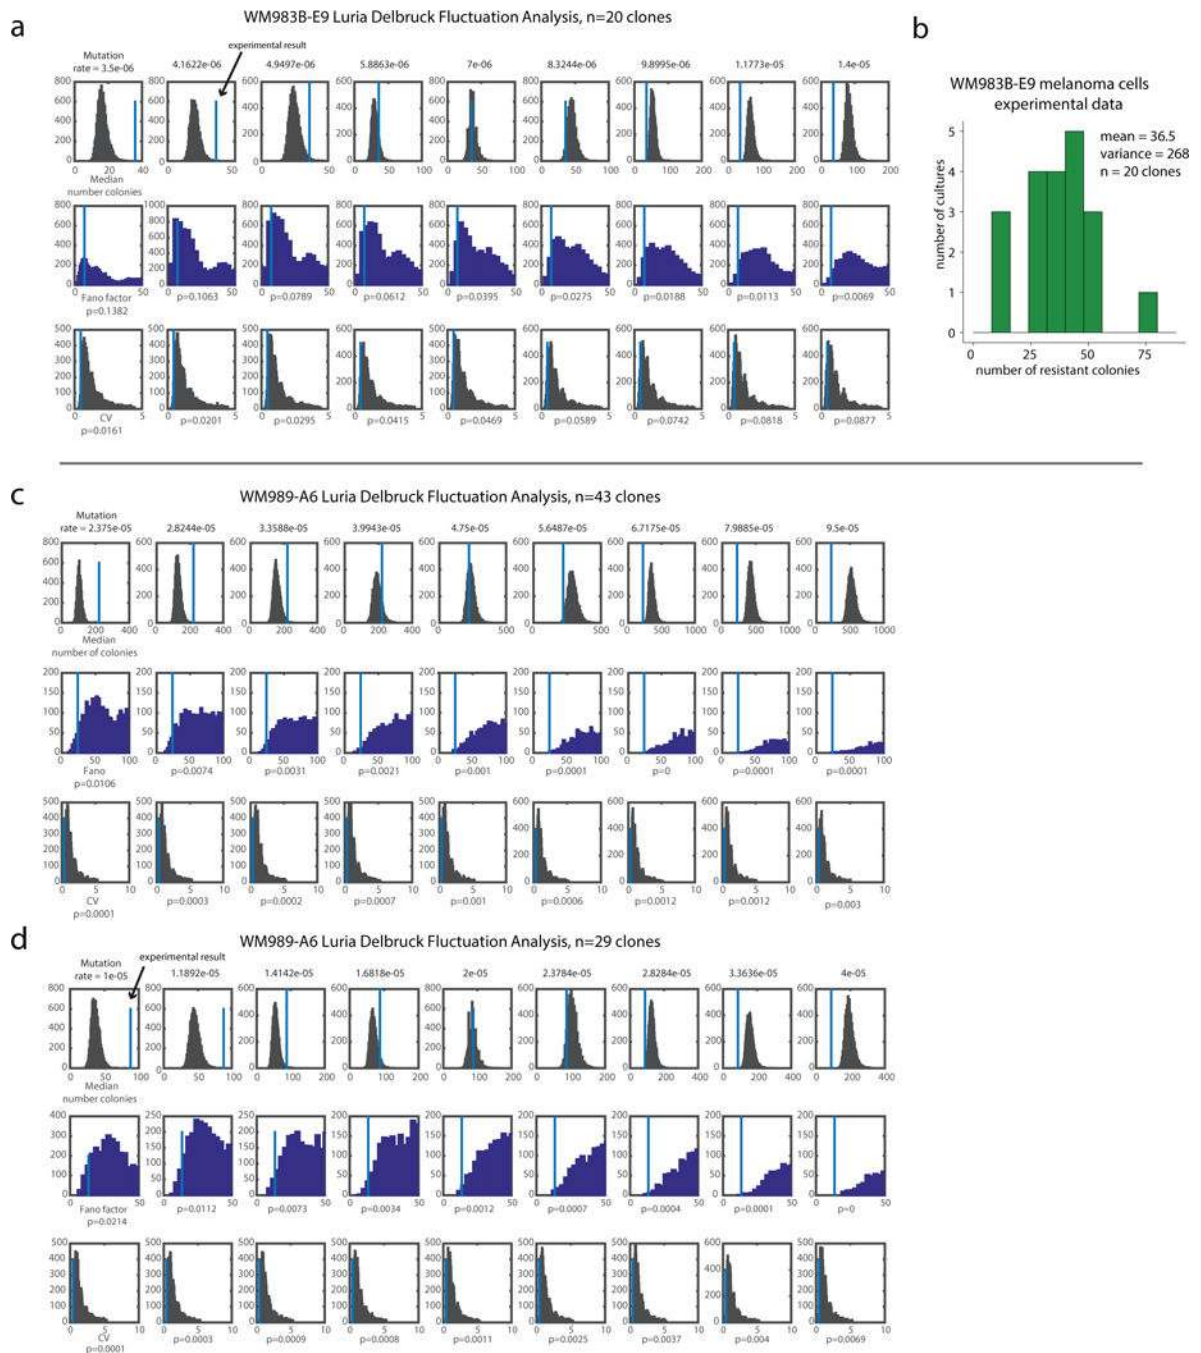 a
WM983B-E9 Luria Delbruck Fluctuation Analysis, n=20 clones
experimental result
Mutation
rate = 3.5e-06 4.1622e-06 4.9497e-06 5.8863e-06 7e-06 8.3244e-06 9.8995e-06 1.1773e-05 1.4e-05
Median
number colonies
Fano factor
p=0.1382 p=0.1063 p=0.0789 p=0.0612 p=0.0395 p=0.0275 p=0.0188 p=0.0113 p=0.0069
CV
p=0.0161 p=0.0201 p=0.0295 p=0.0415 p=0.0469 p=0.0589 p=0.0742 p=0.0818 p=0.0877
b
WM983B-E9 melanoma cells
experimental data
mean = 36.5
variance = 268
n = 20 clones
number of cultures
5
4
3
2
1
0
0 25 50 75
number of resistant colonies
c
WM989-A6 Luria Delbruck Fluctuation Analysis, n=43 clones
Mutation
rate = 2.375e-05 2.8244e-05 3.3588e-05 3.9943e-05 4.75e-05 5.6487e-05 6.7175e-05 7.9885e-05 9.5e-05
Median
number of colonies
Fano
p=0.0106 p=0.0074 p=0.0031 p=0.0021 p=0.001 p=0.0001 p=0 p=0.0001 p=0.0001
CV
p=0.0001 p=0.0003 p=0.0002 p=0.0007 p=0.001 p=0.0006 p=0.0012 p=0.0012 p=0.003
d
WM989-A6 Luria Delbruck Fluctuation Analysis, n=29 clones
experimental result
Mutation
rate = 1e-05 1.1892e-05 1.4142e-05 1.6818e-05 2e-05 2.3784e-05 2.8284e-05 3.3636e-05 4e-05
Median
number colonies
Fano factor
p=0.0214 p=0.0112 p=0.0073 p=0.0034 p=0.0012 p=0.0007 p=0.0004 p=0.0001 p=0
CV
p=0.0001 p=0.0003 p=0.0009 p=0.0008 p=0.0011 p=0.0025 p=0.0037 p=0.004 p=0.0069